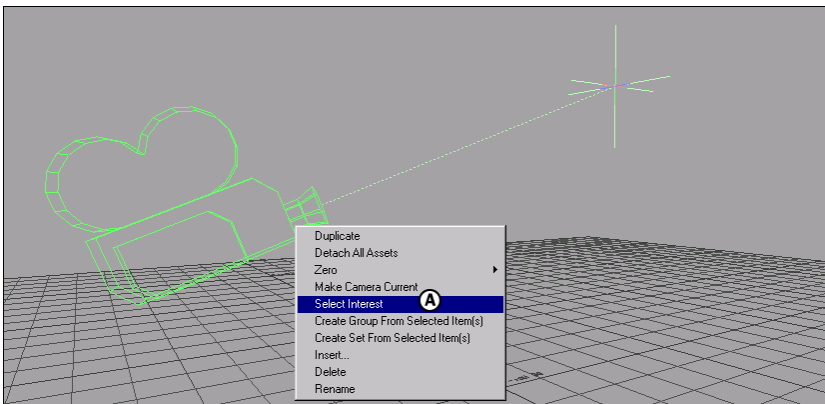 Duplicate
Detach All Assets
Zero
Make Camera Current
Select Interest
A
Create Group From Selected Item(s)
Create Set From Selected Item(s)
Insert...
Delete
Rename